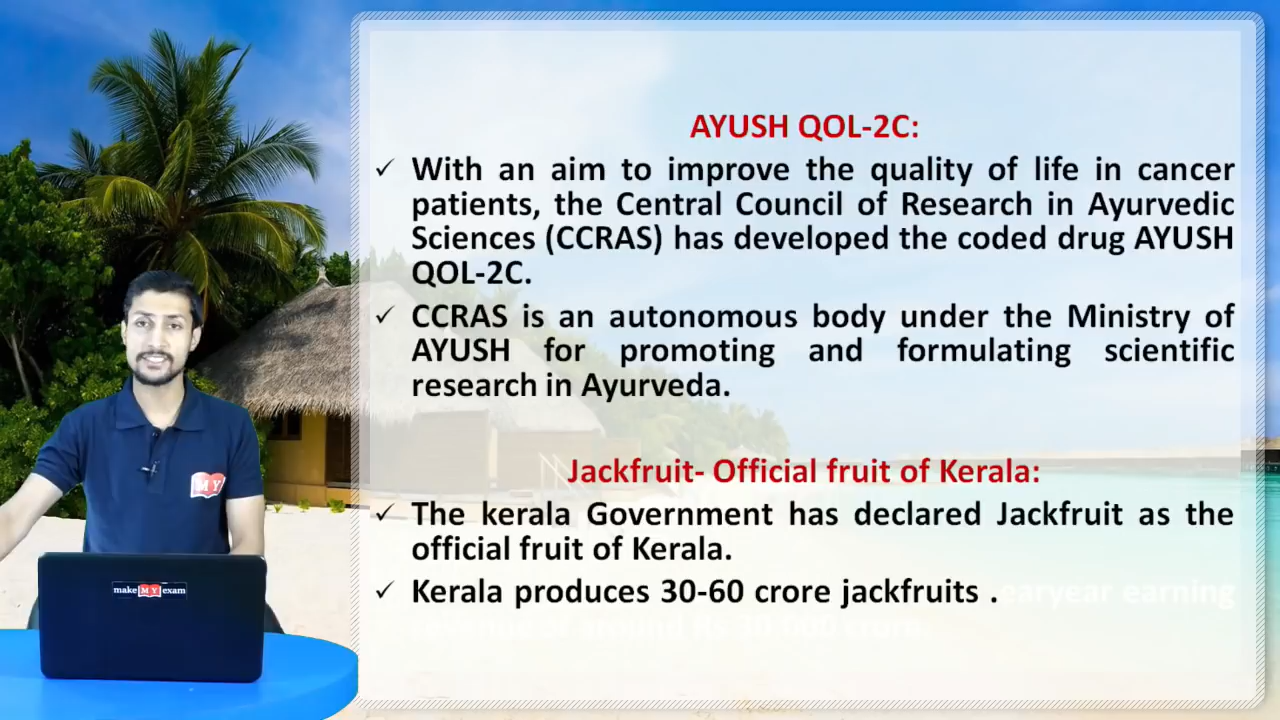 AYUSH QOL-2C:
✓ With an aim to improve the quality of life in cancer
patients, the Central Council of Research in Ayurvedic
Sciences (CCRAS) has developed the coded drug AYUSH
QOL-2C.
✓ CCRAS is an autonomous body under the Ministry of
AYUSH for promoting and formulating scientific
research in Ayurveda.
Jackfruit- Official fruit of Kerala:
✓ The kerala Government has declared Jackfruit as the
official fruit of Kerala.
✓ Kerala produces 30-60 crore jackfruits . earning
crore.
MY
make MY exam